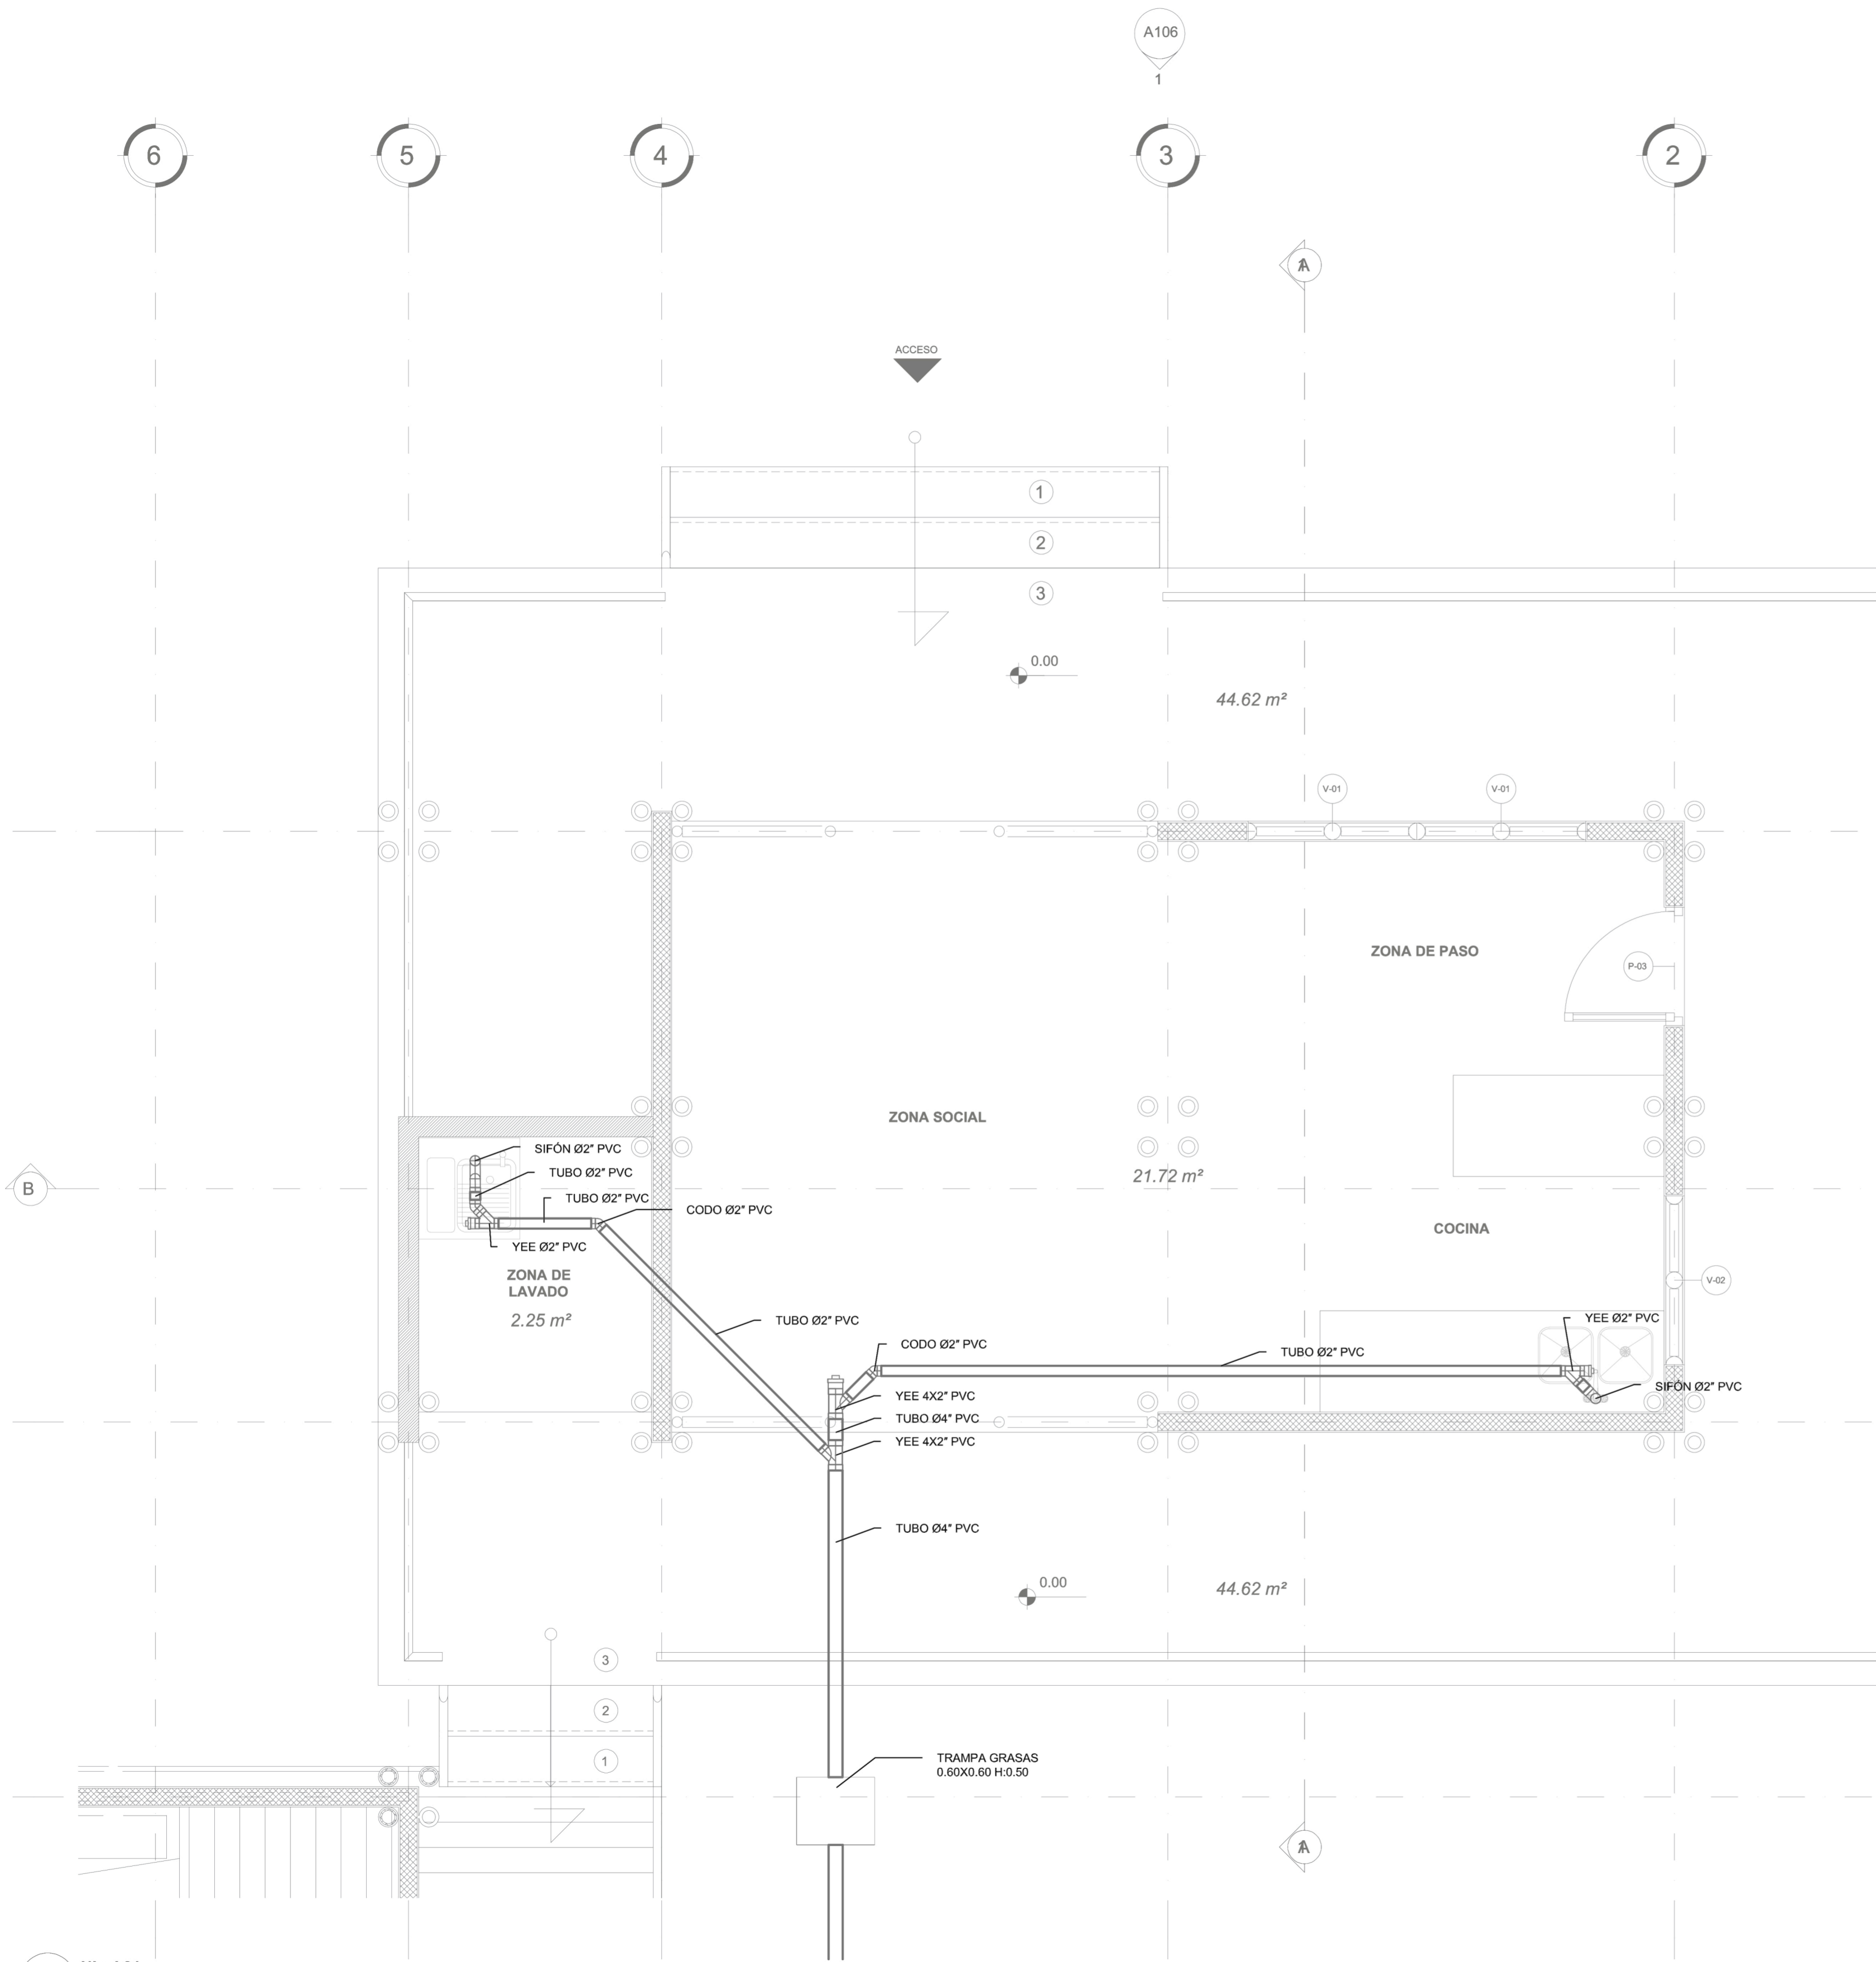 A106
1
6
5
4
3
2
ACCESO
1
2
3
0.00
44.62 m²
V-01
V-01
ZONA DE PASO
P-03
ZONA SOCIAL
SIFÓN Ø2" PVC
TUBO Ø2" PVC
21.72 m²
B
TUBO Ø2" PVC
CODO Ø2" PVC
COCINA
YEE Ø2" PVC
ZONA DE
LAVADO
2.25 m²
V-02
TUBO Ø2" PVC
YEE Ø2" PVC
CODO Ø2" PVC
TUBO Ø2" PVC
SIFÓN Ø2" PVC
YEE 4X2" PVC
TUBO Ø4" PVC
YEE 4X2" PVC
TUBO Ø4" PVC
0.00
44.62 m²
3
2
1
TRAMPA GRASAS
0.60X0.60 H:0.50